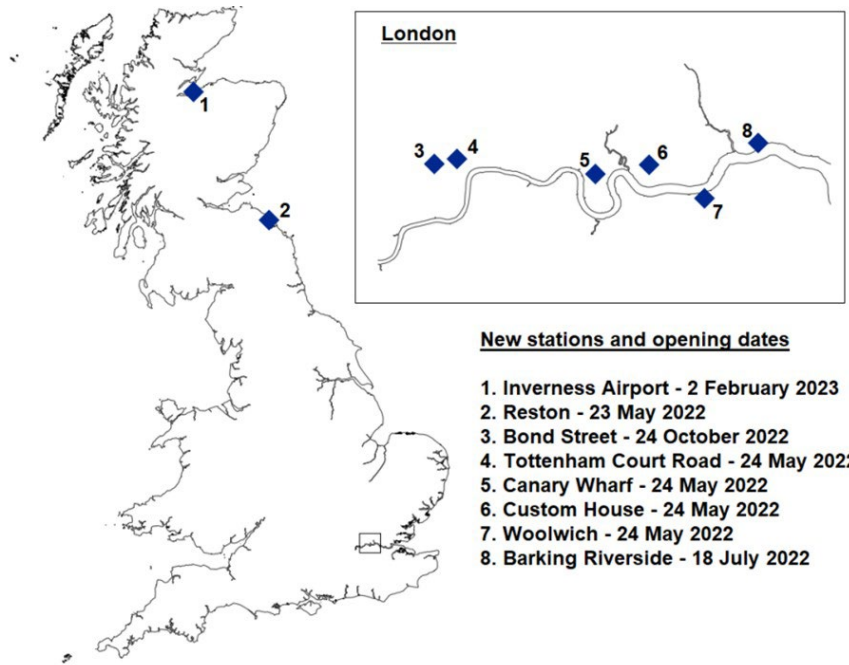 London
1
2
3
4
5
6
7
8
New stations and opening dates
1. Inverness Airport - 2 February 2023
2. Reston - 23 May 2022
3. Bond Street - 24 October 2022
4. Tottenham Court Road - 24 May 2022
5. Canary Wharf - 24 May 2022
6. Custom House - 24 May 2022
7. Woolwich - 24 May 2022
8. Barking Riverside - 18 July 2022